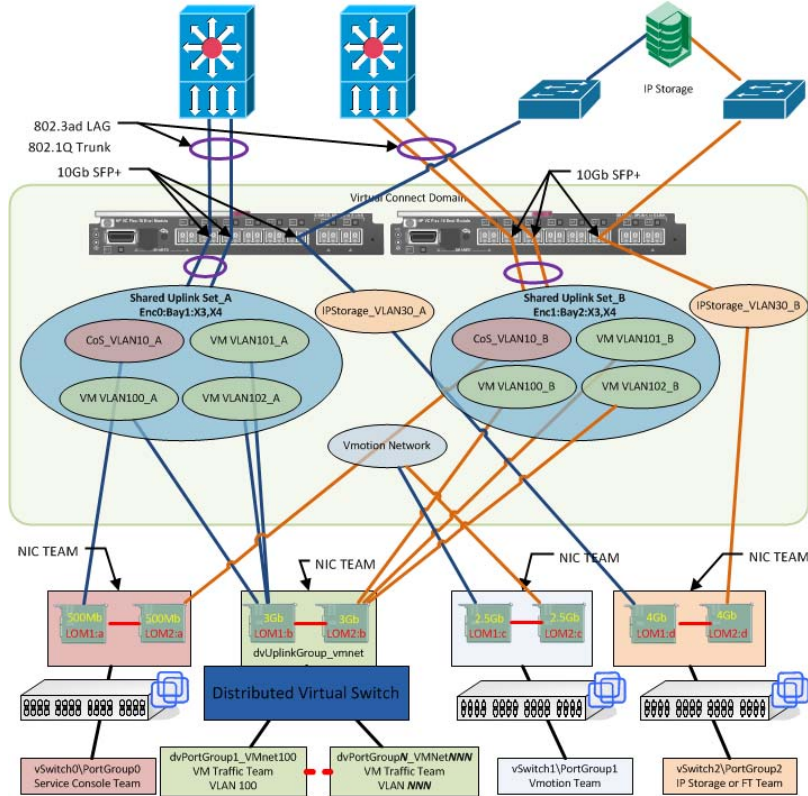 IP Storage
802.3ad LAG
802.1Q Trunk
10Gb SFP+
10Gb SFP+
Virtual Connect Domain
Shared Uplink Set_A
Enc0:Bay1:X3,X4
CoS_VLAN10_A
VM VLAN101_A
VM VLAN100_A
VM VLAN102_A
IPStorage_VLAN30_A
Shared Uplink Set_B
Enc1:Bay2:X3,X4
CoS_VLAN10_B
VM VLAN101_B
VM VLAN100_B
VM VLAN102_B
IPStorage_VLAN30_B
Vmotion Network
NIC TEAM
NIC TEAM
NIC TEAM
NIC TEAM
500Mb
LOM1:a
500Mb
LOM2:a
3Gb
LOM1:b
3Gb
LOM2:b
dvUplinkGroup_vmnet
2.5Gb
LOM1:c
2.5Gb
LOM2:c
4Gb
LOM1:d
4Gb
LOM2:d
Distributed Virtual Switch
vSwitch0\PortGroup0
Service Console Team
dvPortGroup1_VMnet100
VM Traffic Team
VLAN 100
dvPortGroupN_VMNetNNN
VM Traffic Team
VLAN NNN
vSwitch1\PortGroup1
Vmotion Team
vSwitch2\PortGroup2
IP Storage or FT Team